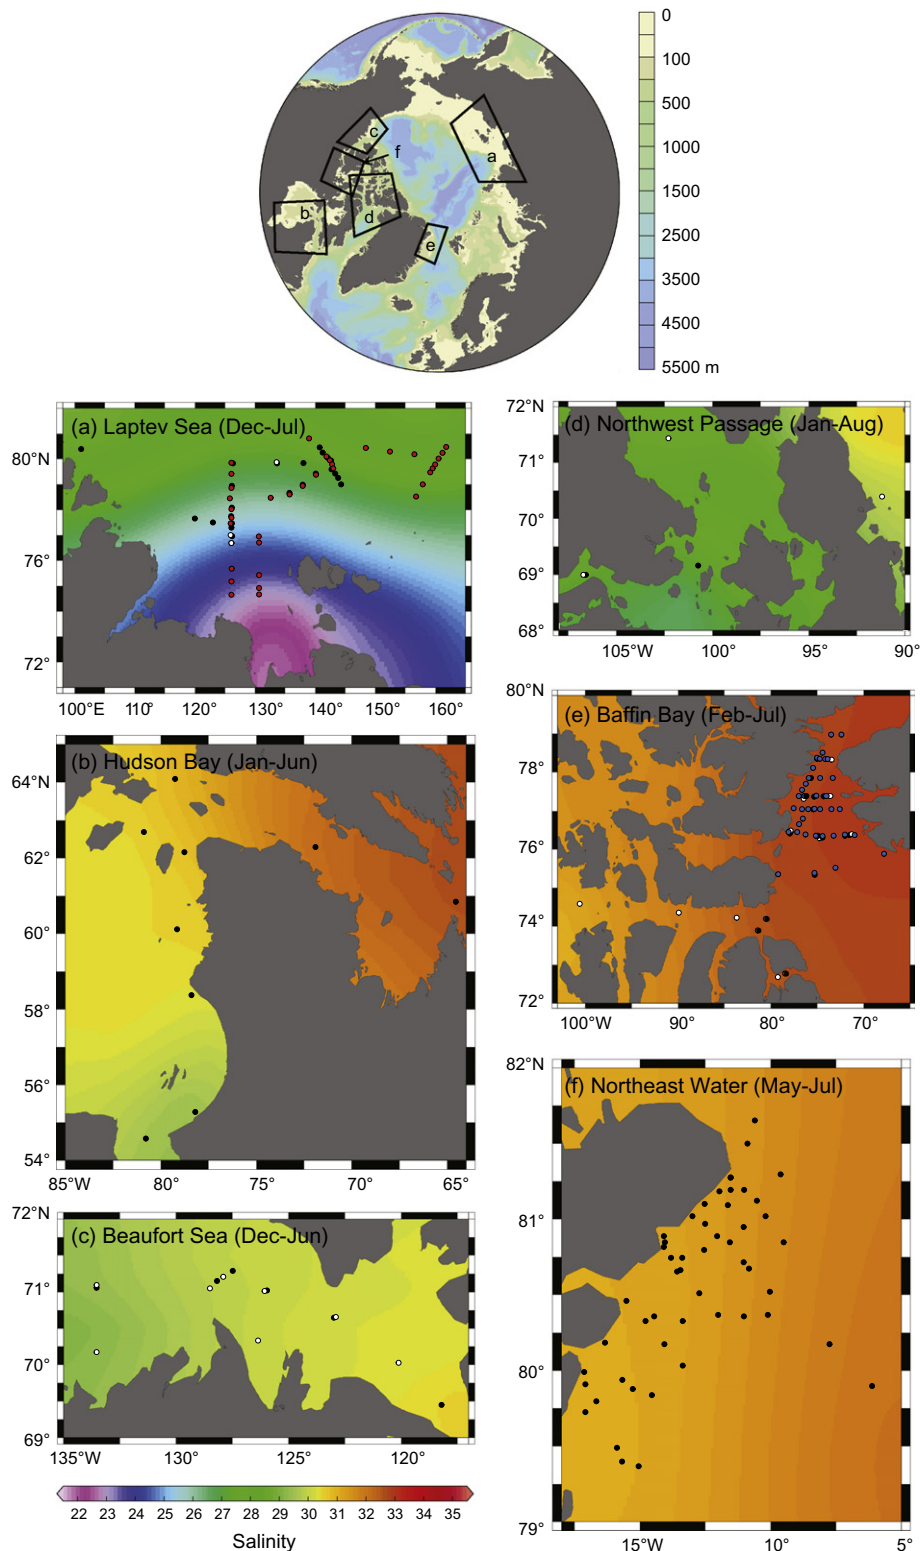 0
100
500
1000
1500
2500
3500
4500
5500 m
a
b
c
d
e
f
(a) Laptev Sea (Dec-Jul)
80°N
76°
72°
100°E 110° 120° 130° 140° 150° 160°
(b) Hudson Bay (Jan-Jun)
64°N
62°
60°
58°
56°
54°
85°W 80° 75° 70° 65°
(c) Beaufort Sea (Dec-Jun)
72°N
71°
70°
69°
135°W 130° 125° 120°
22 23 24 25 26 27 28 29 30 31 32 33 34 35
Salinity
(d) Northwest Passage (Jan-Aug)
72°N
71°
70°
69°
68°
105°W 100° 95° 90°
(e) Baffin Bay (Feb-Jul)
80°N
78°
76°
74°
72°
100°W 90° 80° 70°
(f) Northeast Water (May-Jul)
82°N
81°
80°
79°
15°W 10° 5°